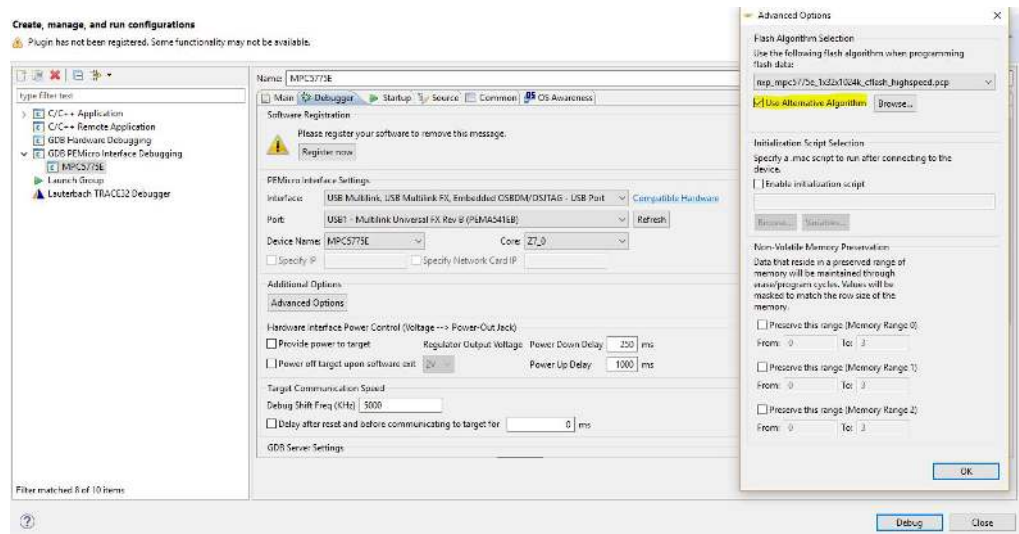 Create, manage, and run configurations
Plugin has not been registered. Some functionality may not be available.
type filter text
C/C++ Application
C/C++ Remote Application
GDB Hardware Debugging
GDB PEMicro Interface Debugging
MPC5775E
Launch Group
Lauterbach TRACE32 Debugger
Filter matched 8 of 10 items
Name: MPC5775E
Main Debugger Startup Source Common OS Awareness
Software Registration
Please register your software to remove this message.
Register now
PEMicro Interface Settings
Interface: USB Multilink, USB Multilink FX, Embedded OSBDM/OSJTAG - USB Port Compatible Hardware
Port: USB1 - Multilink Universal FX Rev B (PEMA541EB) Refresh
Device Name: MPC5775E Core: Z7_0
Specify IP Specify Network Card IP
Additional Options
Advanced Options
Hardware Interface Power Control (Voltage --> Power-Out Jack)
Provide power to target Regulator Output Voltage Power Down Delay 250 ms
Power off target upon software exit 2V Power Up Delay 1000 ms
Target Communication Speed
Debug Shift Freq (KHz) 5000
Delay after reset and before communicating to target for 0 ms
GDB Server Settings
Debug Close
Advanced Options
Flash Algorithm Selection
Use the following flash algorithm when programming
flash data:
nxp_mpc5775e_1x32x1024k_cflash_highspeed.pcp
Use Alternative Algorithm Browse...
Initialization Script Selection
Specify a .mac script to run after connecting to the
device.
Enable initialization script
Browse... Variables...
Non-Volatile Memory Preservation
Data that reside in a preserved range of
memory will be maintained through
erase/program cycles. Values will be
masked to match the row size of the
memory.
Preserve this range (Memory Range 0)
From: 0 To: 3
Preserve this range (Memory Range 1)
From: 0 To: 3
Preserve this range (Memory Range 2)
From: 0 To: 3
OK